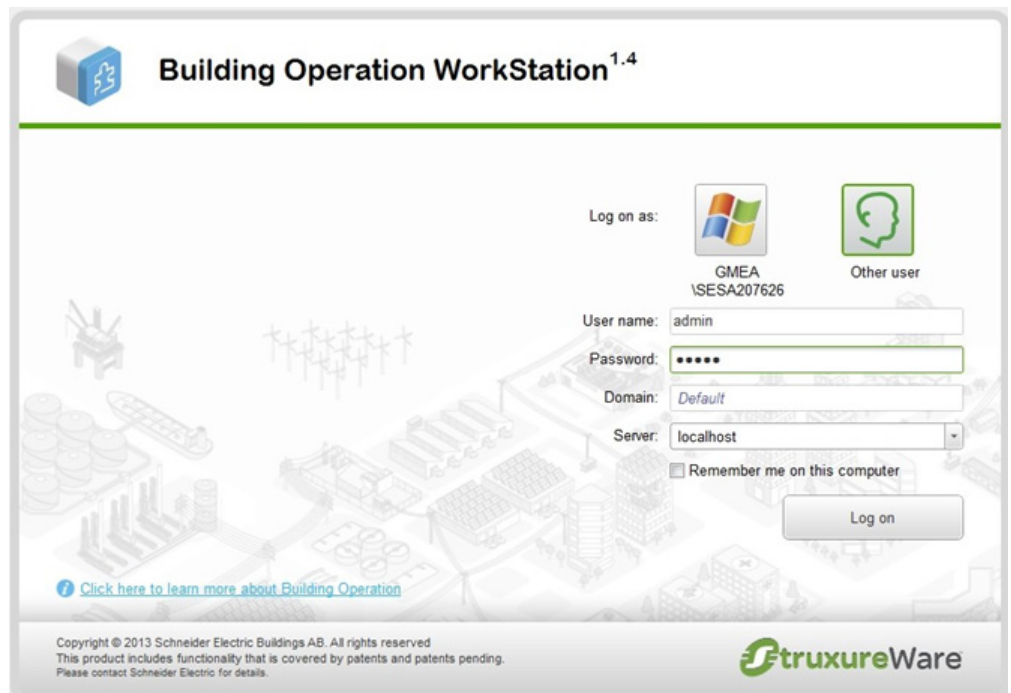 Building Operation WorkStation1.4
Log on as:
GMEA
\SESA207626
Other user
User name: admin
Password: •••••
Domain: Default
Server: localhost
Remember me on this computer
Log on
Click here to learn more about Building Operation
Copyright © 2013 Schneider Electric Buildings AB. All rights reserved
This product includes functionality that is covered by patents and patents pending.
Please contact Schneider Electric for details.
StruxureWare